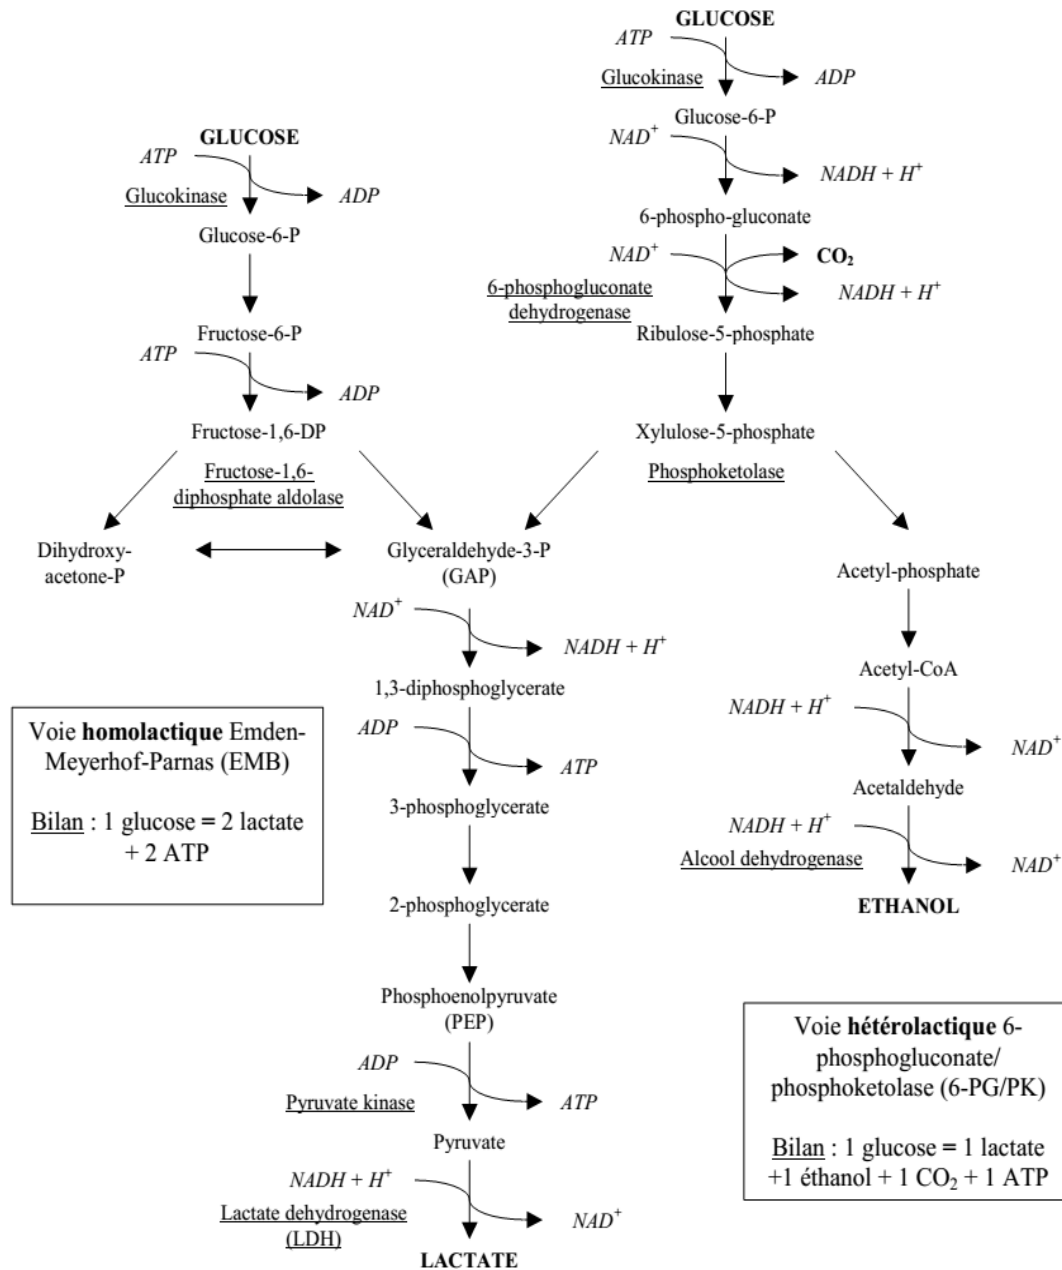 GLUCOSE
ATP
Glucokinase
ADP
Glucose-6-P
Fructose-6-P
ATP
ADP
Fructose-1,6-DP
Fructose-1,6-
diphosphate aldolase
Dihydroxy-
acetone-P
GLUCOSE
ATP
Glucokinase
ADP
Glucose-6-P
NAD+
NADH + H+
6-phospho-gluconate
NAD+
CO2
6-phosphogluconate
dehydrogenase
NADH + H+
Ribulose-5-phosphate
Xylulose-5-phosphate
Phosphoketolase
Glyceraldehyde-3-P
(GAP)
NAD+
NADH + H+
1,3-diphosphoglycerate
ADP
ATP
3-phosphoglycerate
2-phosphoglycerate
Phosphoenolpyruvate
(PEP)
ADP
Pyruvate kinase
ATP
Pyruvate
NADH + H+
Lactate dehydrogenase
(LDH)
NAD+
LACTATE
Acetyl-phosphate
Acetyl-CoA
NADH + H+
NAD+
Acetaldehyde
NADH + H+
Alcool dehydrogenase
NAD+
ETHANOL
Voie homolactique Emden-
Meyerhof-Parnas (EMB)
Bilan : 1 glucose = 2 lactate
+ 2 ATP
Voie hétérolactique 6-
phosphogluconate/
phosphoketolase (6-PG/PK)
Bilan : 1 glucose = 1 lactate
+1 éthanol + 1 CO2 + 1 ATP